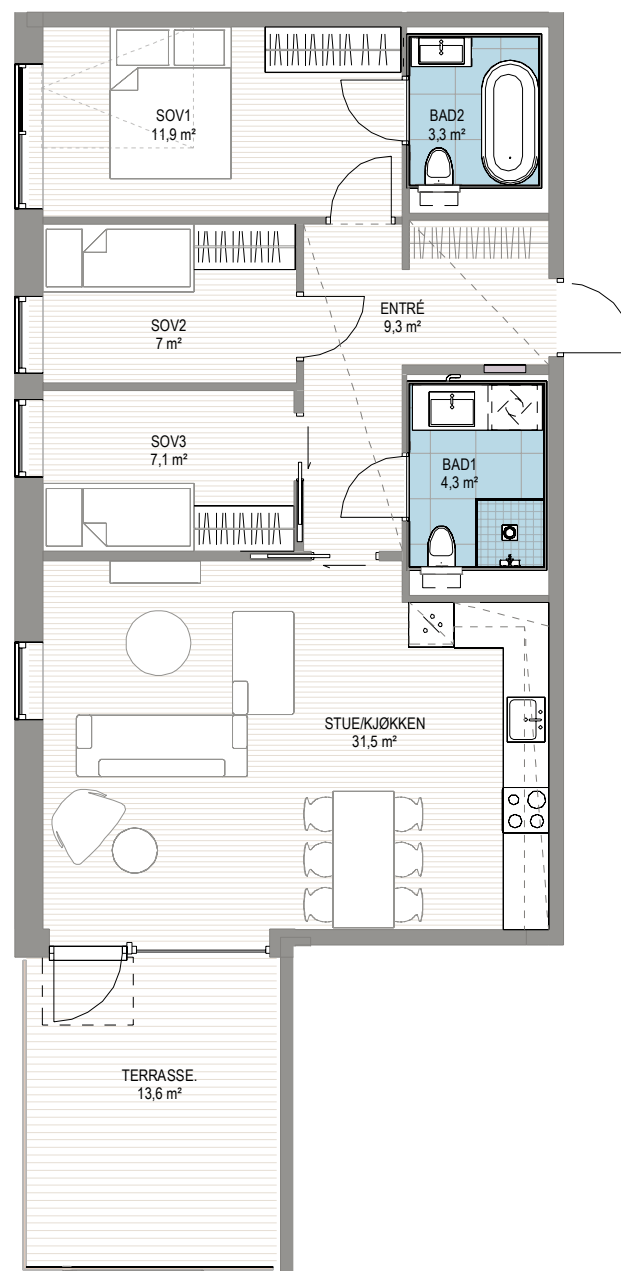 SOV1
11,9 m²
BAD2
3,3 m²
SOV2
7 m²
ENTRÉ
9,3 m²
SOV3
7,1 m²
BAD1
4,3 m²
STUE/KJØKKEN
31,5 m²
TERRASSE.
13,6 m²